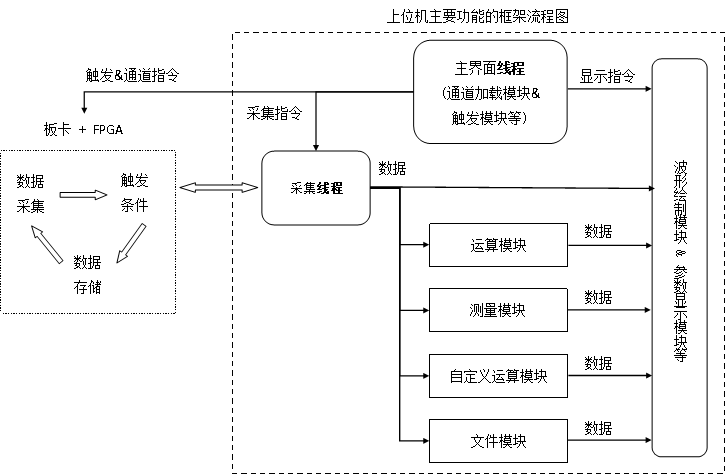 上位机主要功能的框架流程图
主界面线程
(通道加载模块&
触发模块等)
显示指令
触发&通道指令
采集指令
板卡 + FPGA
数据
采集
触发
条件
数据
存储
采集线程
数据
运算模块
数据
测量模块
数据
自定义运算模块
数据
文件模块
数据
波形绘制模块 & 参数显示模块等